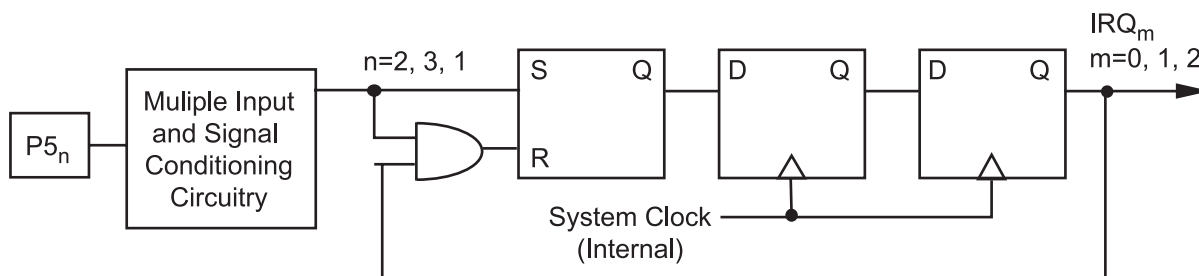 P5n
Muliple Input
and Signal
Conditioning
Circuitry
n=2, 3, 1
S
Q
R
D
Q
D
Q
IRQm
m=0, 1, 2
System Clock
(Internal)